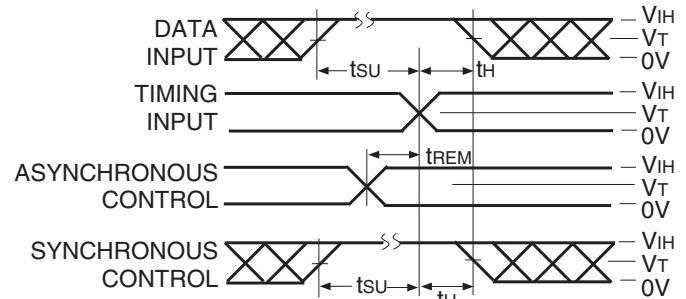 DATA INPUT
VIH
VT
0V
tSU
tH
TIMING INPUT
VIH
VT
0V
tREM
ASYNCHRONOUS CONTROL
VIH
VT
0V
SYNCHRONOUS CONTROL
VIH
VT
0V
tSU
tH